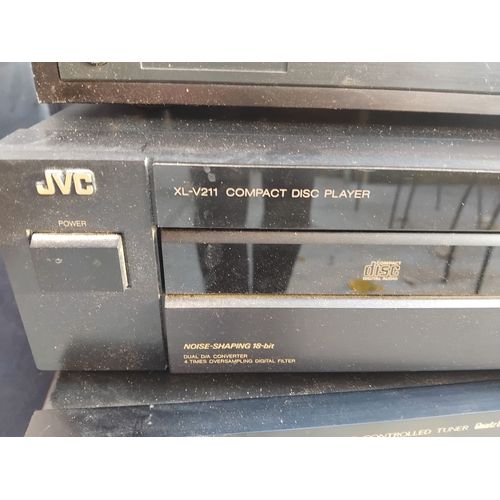 JVC
XL-V211 COMPACT DISC PLAYER
POWER
COMPACT
disc
DIGITAL AUDIO
NOISE-SHAPING 18-bit
DUAL D/A CONVERTER
4 TIMES OVERSAMPLING DIGITAL FILTER
CONTROLLED TUNER